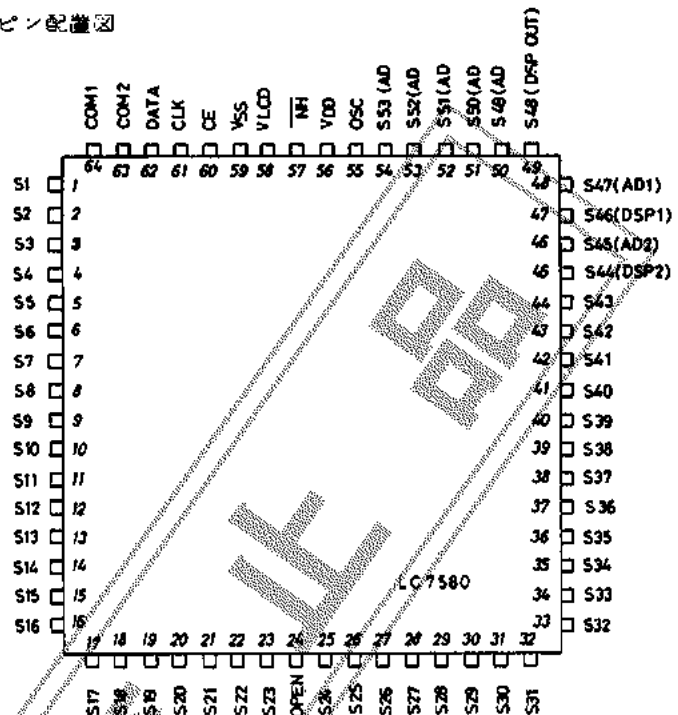 ピン配置図
COM1 COM2 DATA CLK CE VSS VLCD INH VDD OSC S53(AD S52(AD S51(AD S50(AD S49(AD S48(DSP OUT)
64 63 62 61 60 59 58 57 56 55 54 53 52 51 50 49
S1 1 48 S47(AD1)
S2 2 47 S46(DSP1)
S3 3 46 S45(AD2)
S4 4 45 S44(DSP2)
S5 5 44 S43
S6 6 43 S42
S7 7 42 S41
S8 8 41 S40
S9 9 40 S39
S10 10 39 S38
S11 11 38 S37
S12 12 37 S36
S13 13 36 S35
S14 14 35 S34
LC7580
S15 15 34 S33
S16 16 33 S32
17 18 19 20 21 22 23 24 25 26 27 28 29 30 31 32
S17 S18 S19 S20 S21 S22 S23 OPEN S24 S25 S26 S27 S28 S29 S30 S31
止品